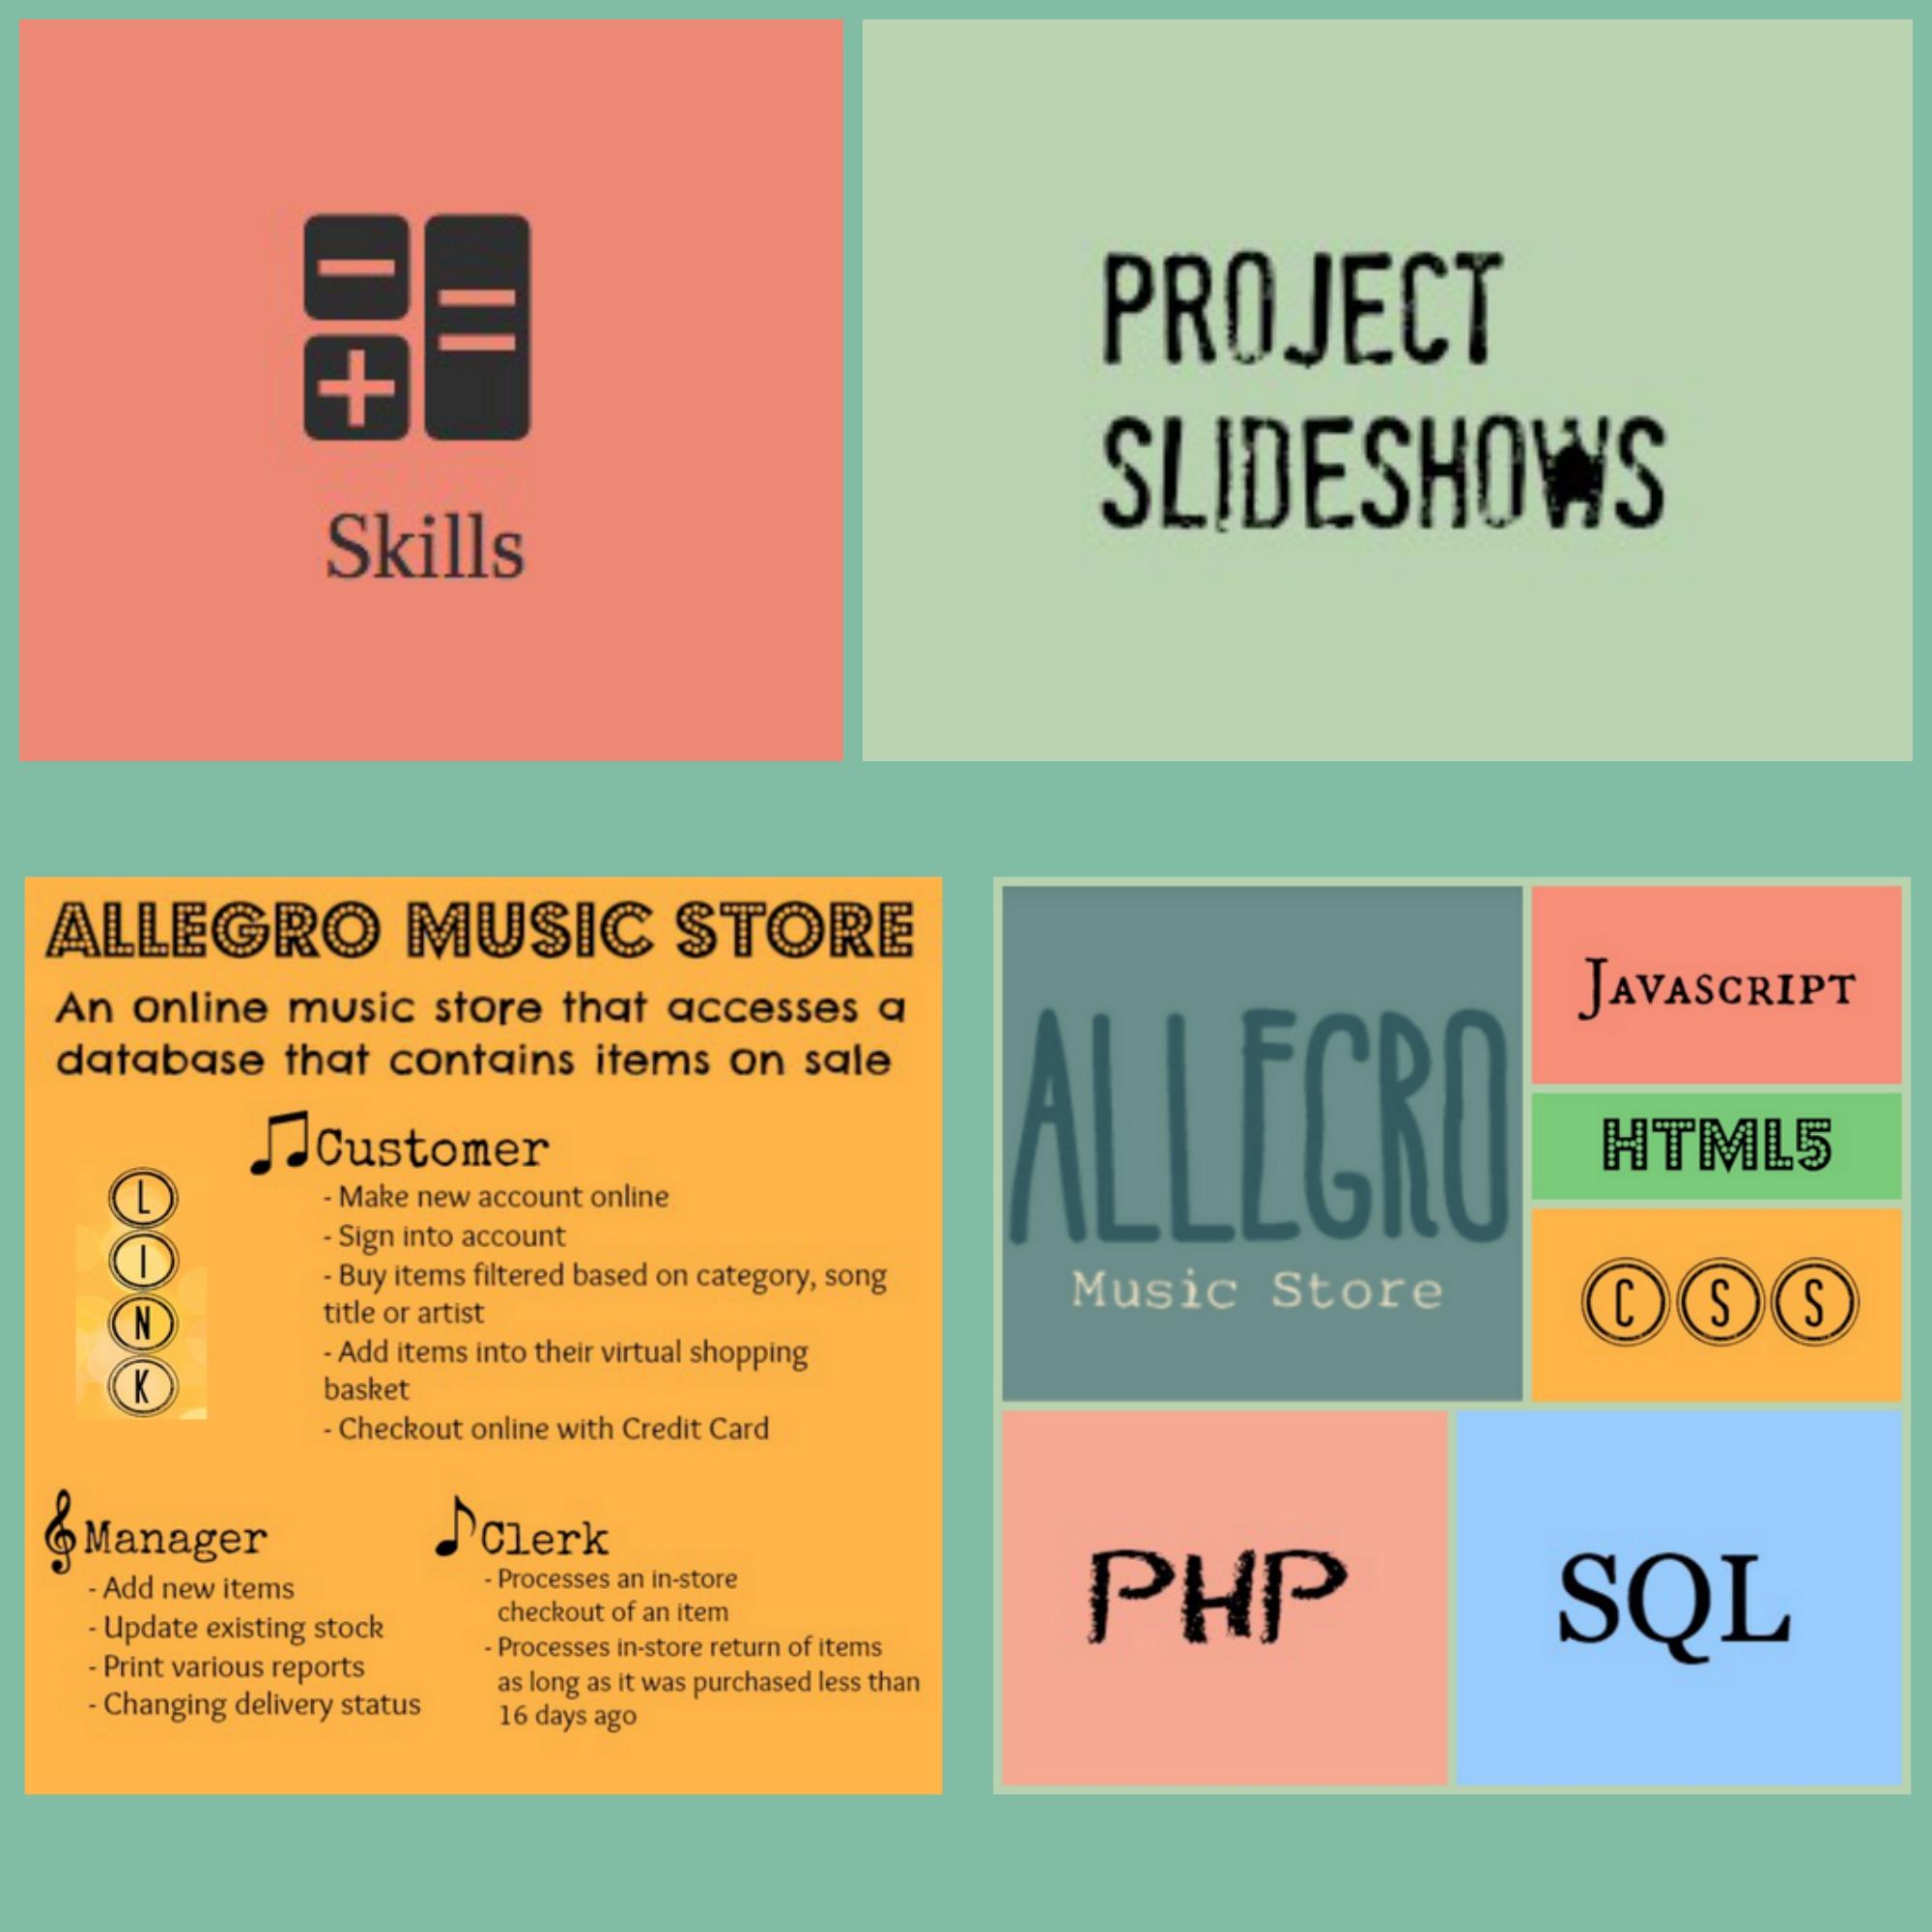 Skills
PROJECT
SLIDESHOWS
ALLEGRO MUSIC STORE
An online music store that accesses a
database that contains items on sale
LINK
Customer
- Make new account online
- Sign into account
- Buy items filtered based on category, song
title or artist
- Add items into their virtual shopping
basket
- Checkout online with Credit Card
Manager
- Add new items
- Update existing stock
- Print various reports
- Changing delivery status
Clerk
- Processes an in-store
checkout of an item
- Processes in-store return of items
as long as it was purchased less than
16 days ago
ALLEGRO
Music Store
JAVASCRIPT
HTML5
CSS
PHP
SQL